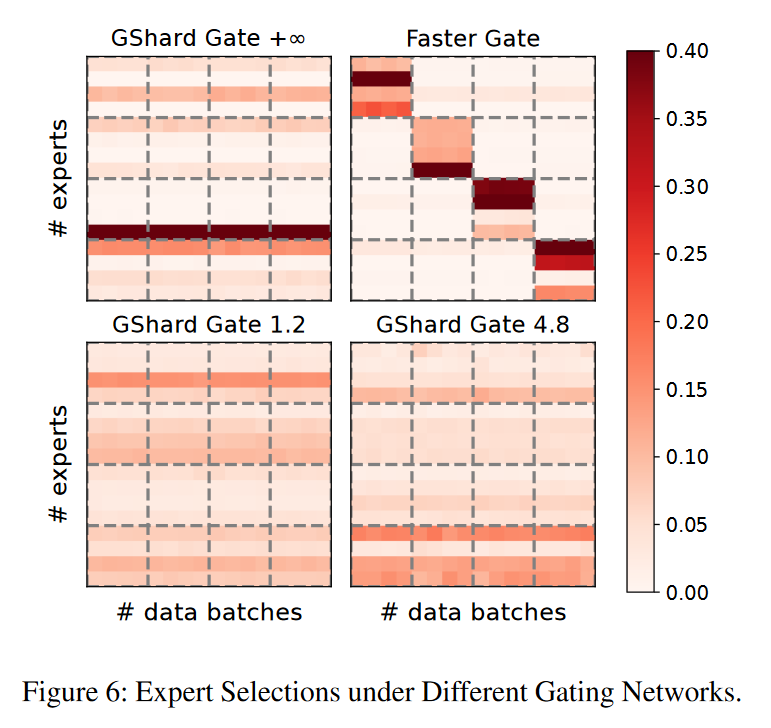 GShard Gate +∞
Faster Gate
# experts
GShard Gate 1.2
GShard Gate 4.8
# experts
# data batches
# data batches
0.40
0.35
0.30
0.25
0.20
0.15
0.10
0.05
0.00
Figure 6: Expert Selections under Different Gating Networks.